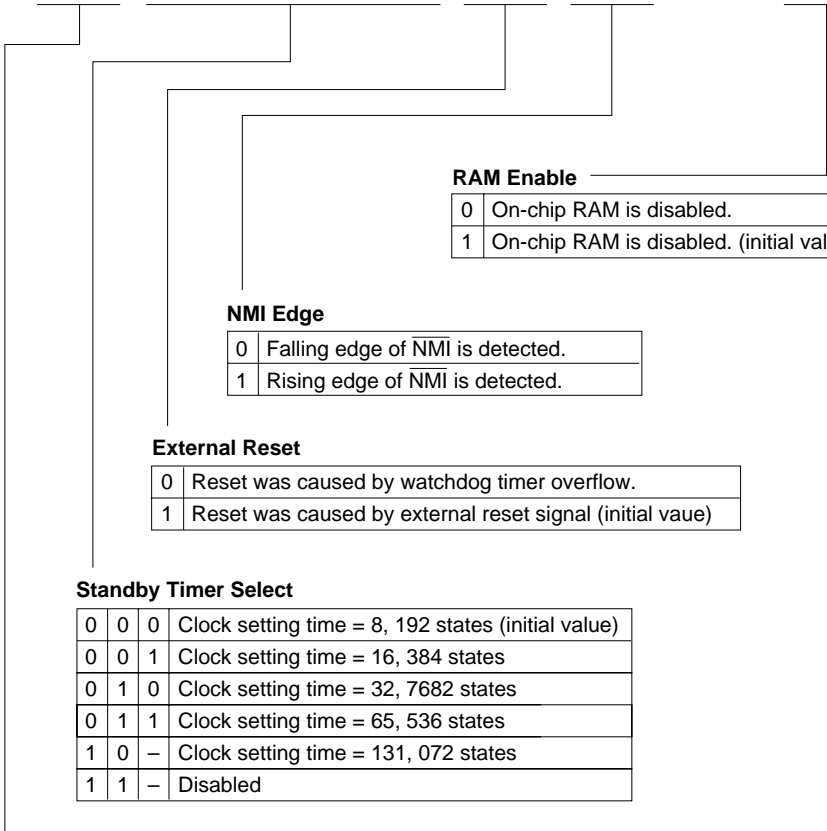 RAM Enable
0 On-chip RAM is disabled.
1 On-chip RAM is disabled. (initial
NMI Edge
0 Falling edge of NMI is detected.
1 Rising edge of NMI is detected.
External Reset
0 Reset was caused by watchdog timer overflow.
1 Reset was caused by external reset signal (initial vaue)
Standby Timer Select
0 0 0 Clock setting time = 8, 192 states (initial value)
0 0 1 Clock setting time = 16, 384 states
0 1 0 Clock setting time = 32, 7682 states
0 1 1 Clock setting time = 65, 536 states
1 0 – Clock setting time = 131, 072 states
1 1 – Disabled